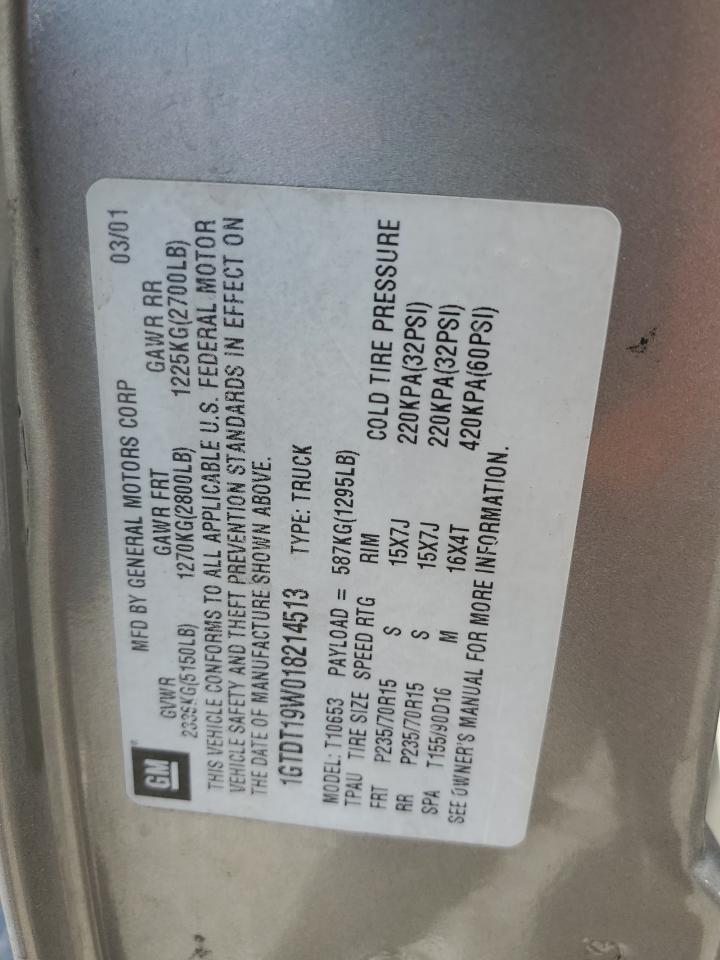 GM
MFD BY GENERAL MOTORS CORP 03/01
GVWR GAWR FRT GAWR RR
2336KG(5150LB) 1270KG(2800LB) 1225KG(2700LB)
THIS VEHICLE CONFORMS TO ALL APPLICABLE U.S. FEDERAL MOTOR
VEHICLE SAFETY AND THEFT PREVENTION STANDARDS IN EFFECT ON
THE DATE OF MANUFACTURE SHOWN ABOVE.
1GTDT19W018214513 TYPE: TRUCK
MODEL: T10653 PAYLOAD = 587KG(1295LB)
TPAU TIRE SIZE SPEED RTG RIM COLD TIRE PRESSURE
FRT P235/70R15 S 15X7J 220KPA(32PSI)
RR P235/70R15 S 15X7J 220KPA(32PSI)
SPA T155/90D16 M 16X4T 420KPA(60PSI)
SEE OWNER'S MANUAL FOR MORE INFORMATION.